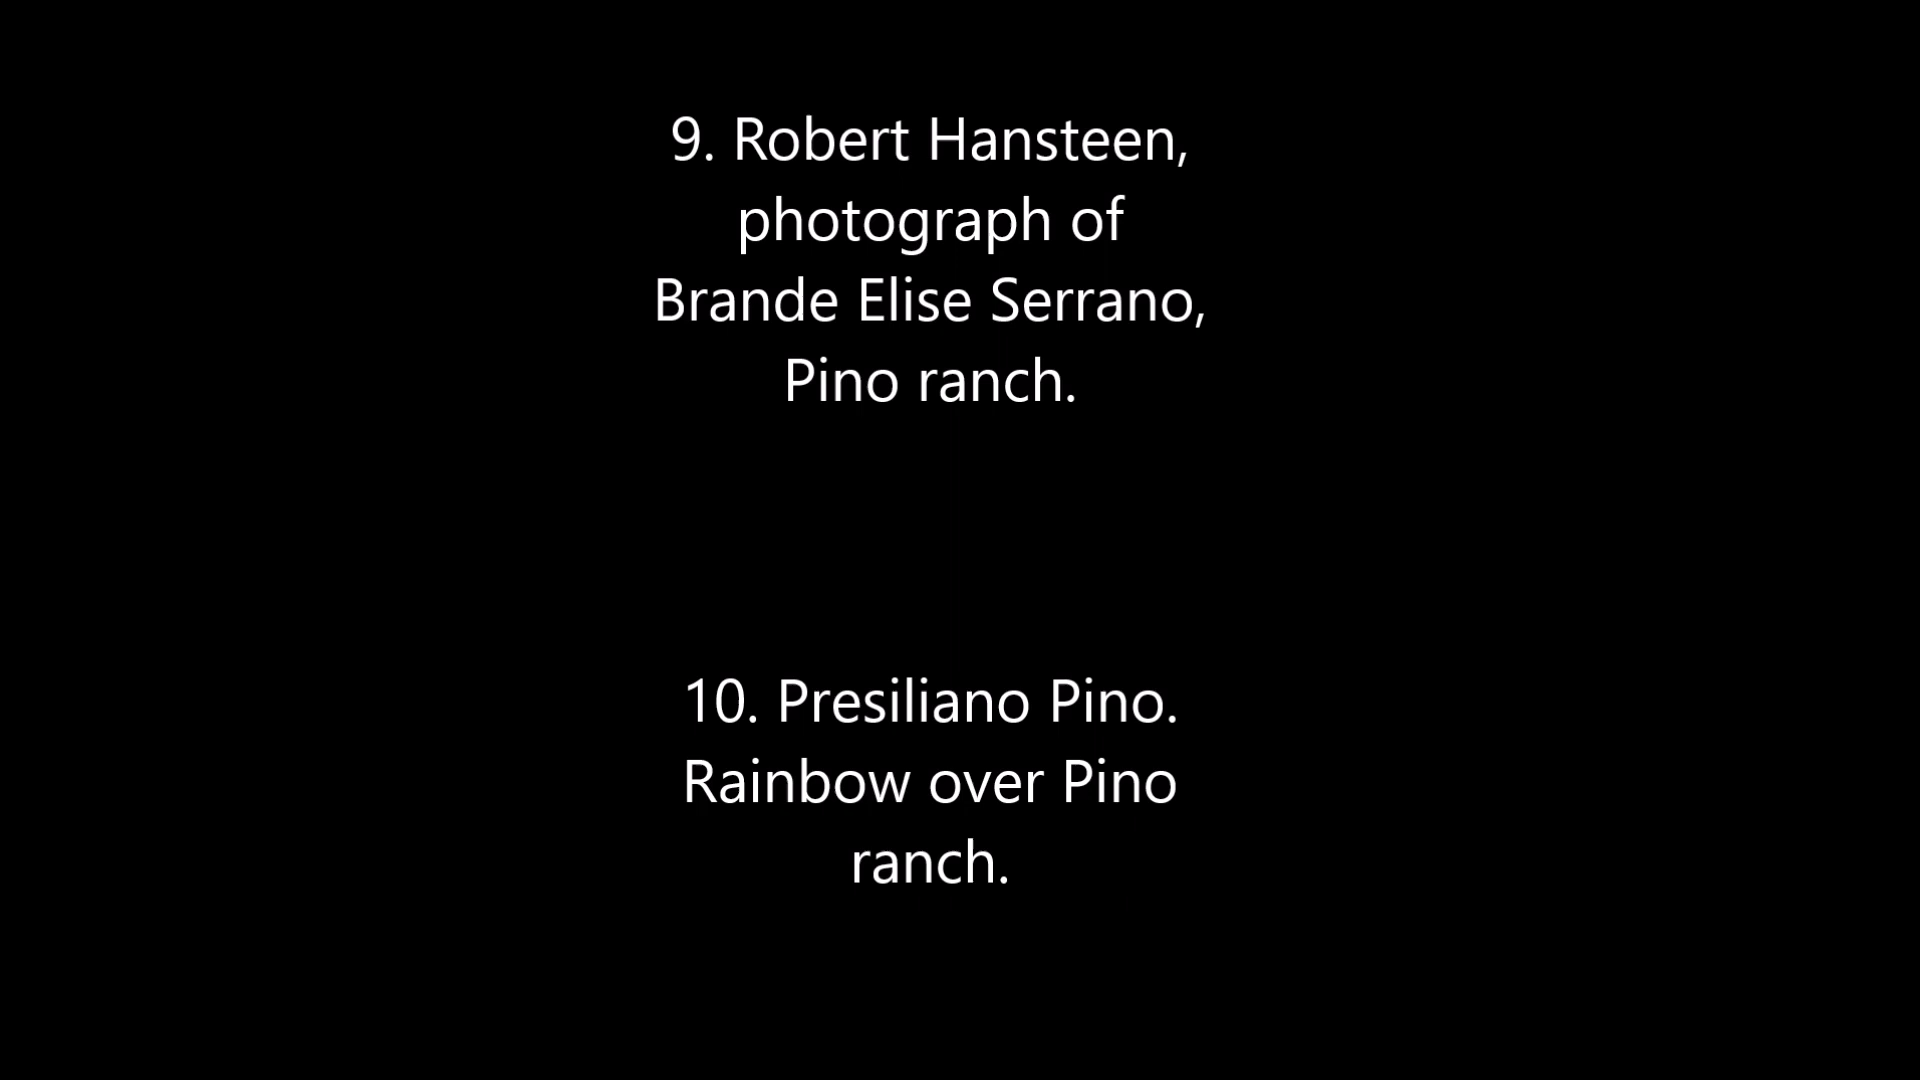 9. Robert Hansteen,
photograph of
Brande Elise Serrano,
Pino ranch.
10. Presiliano Pino.
Rainbow over Pino
ranch.